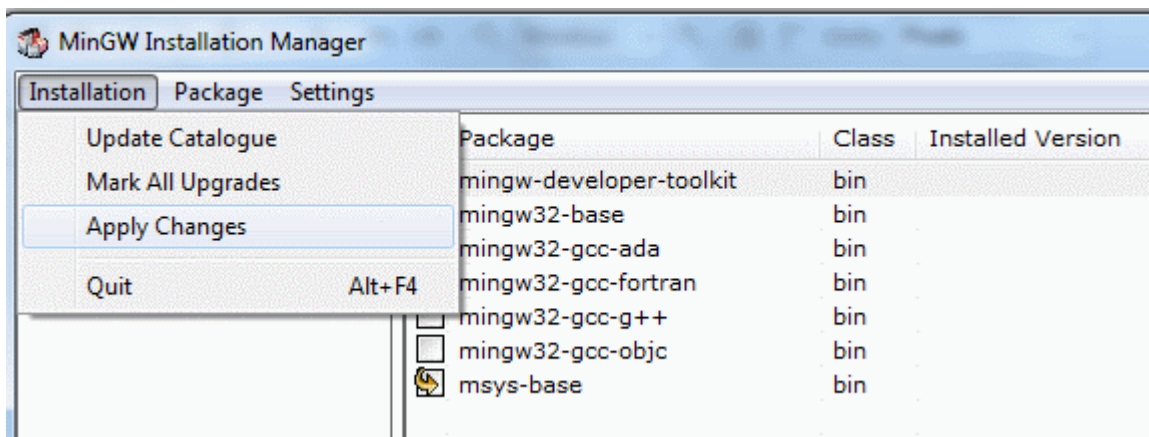 MinGW Installation Manager
Installation Package Settings
Update Catalogue
Mark All Upgrades
Apply Changes
Quit Alt+F4
Package Class Installed Version
mingw-developer-toolkit bin
mingw32-base bin
mingw32-gcc-ada bin
mingw32-gcc-fortran bin
mingw32-gcc-g++ bin
mingw32-gcc-objc bin
msys-base bin